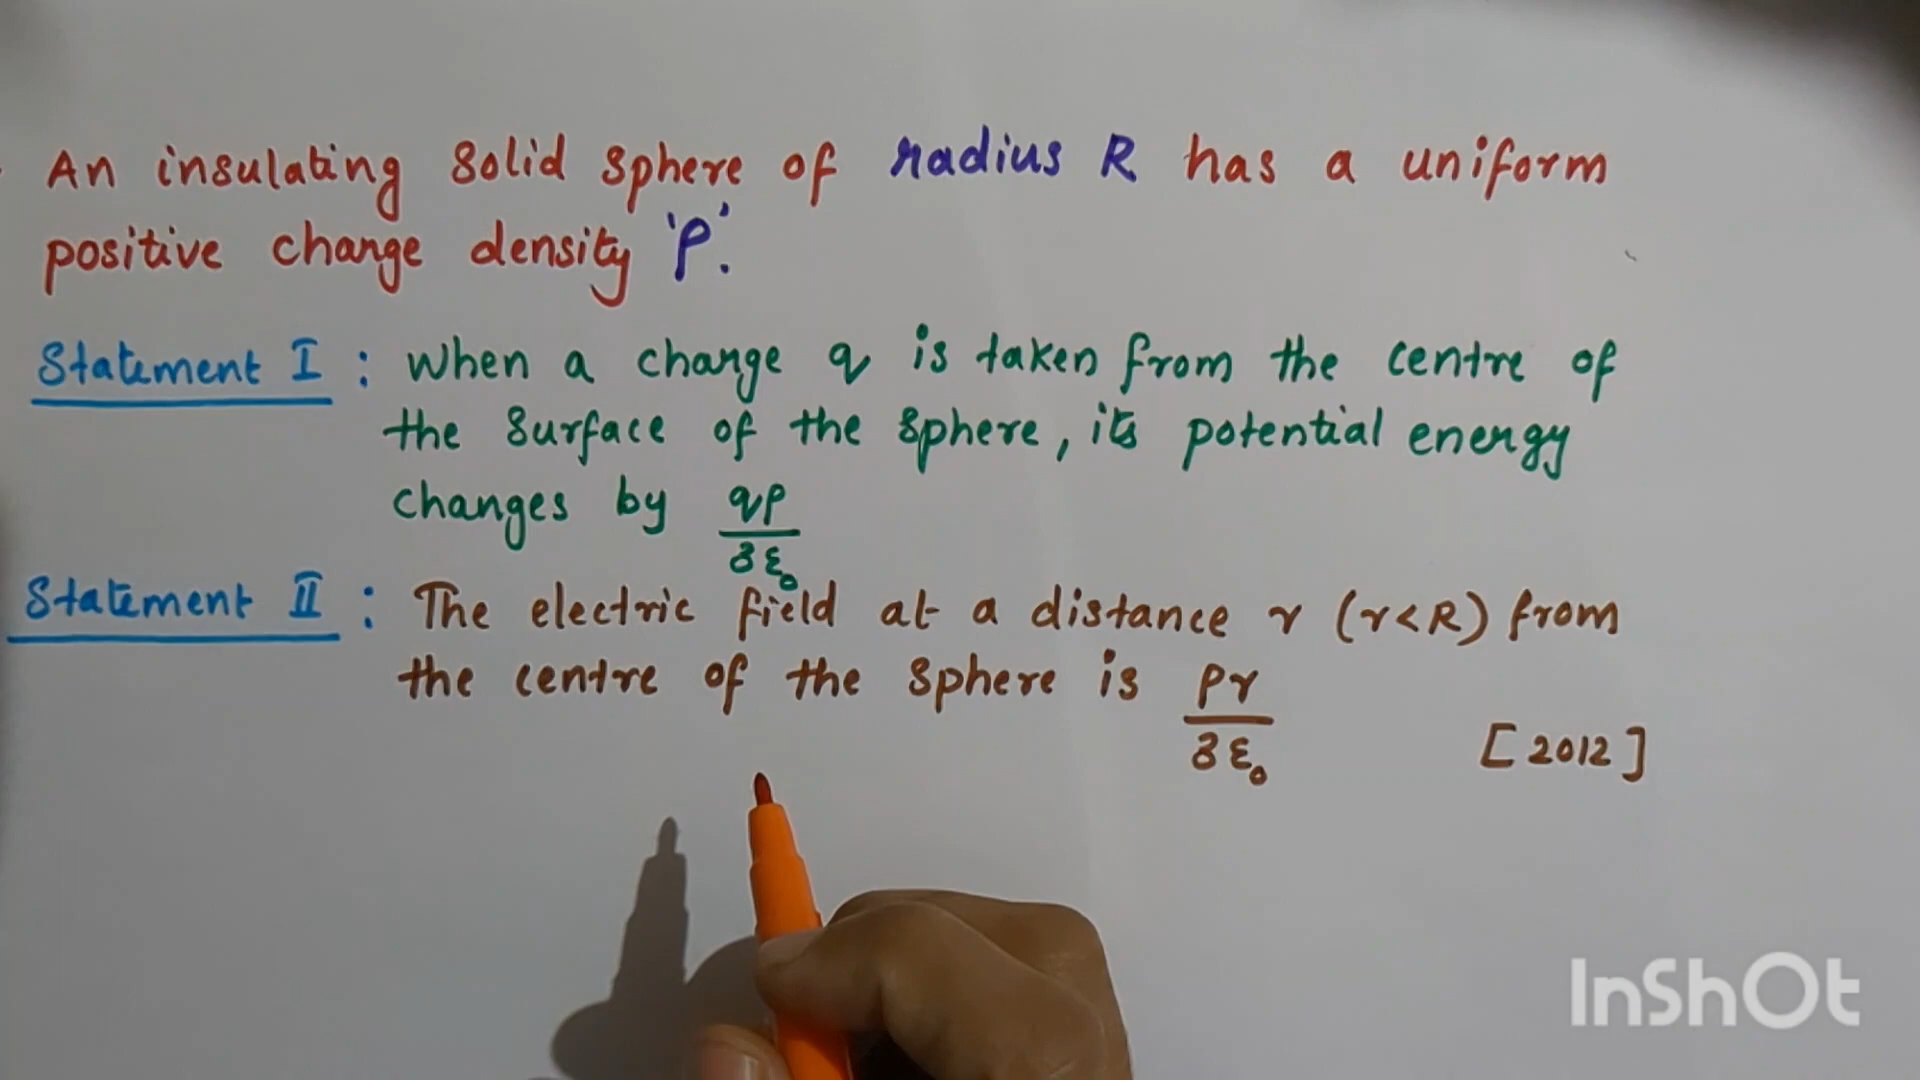 An insulating Solid sphere of radius R has a uniform
positive charge density 'ρ'.
Statement I : When a charge q is taken from the centre of
the surface of the sphere, its potential energy
changes by qρ/3ε₀
Statement II : The electric field at a distance r (r<R) from
the centre of the sphere is ρr/3ε₀
[2012]
InShOt